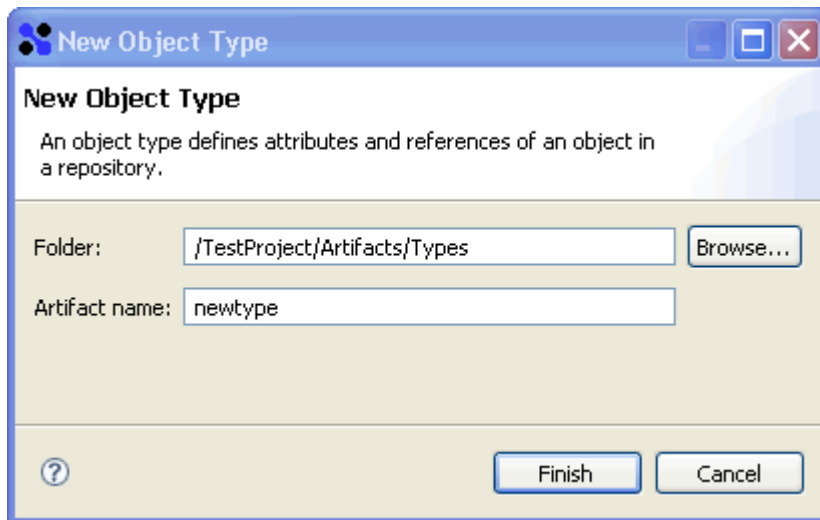 New Object Type
New Object Type
An object type defines attributes and references of an object in
a repository.
Folder: /TestProject/Artifacts/Types Browse...
Artifact name: newtype
? Finish Cancel